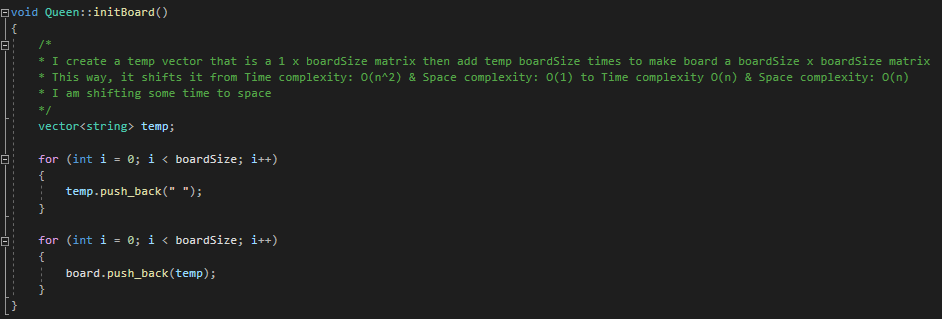 void Queen::initBoard()
{
/*
* I create a temp vector that is a 1 x boardSize matrix then add temp boardSize times to make board a boardSize x boardSize matrix
* This way, it shifts it from Time complexity: O(n^2) & Space complexity: O(1) to Time complexity O(n) & Space complexity: O(n)
* I am shifting some time to space
*/
vector<string> temp;
for (int i = 0; i < boardSize; i++)
{
temp.push_back(" ");
}
for (int i = 0; i < boardSize; i++)
{
board.push_back(temp);
}
}